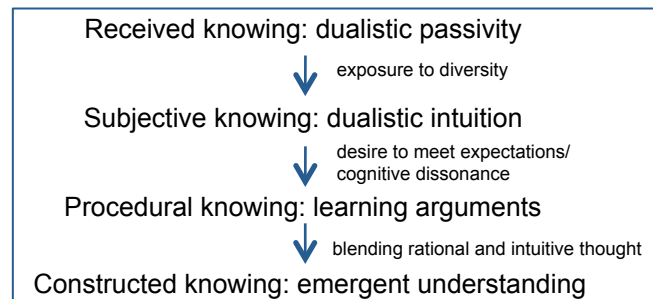 Received knowing: dualistic passivity
exposure to diversity
Subjective knowing: dualistic intuition
desire to meet expectations/
cognitive dissonance
Procedural knowing: learning arguments
blending rational and intuitive thought
Constructed knowing: emergent understanding